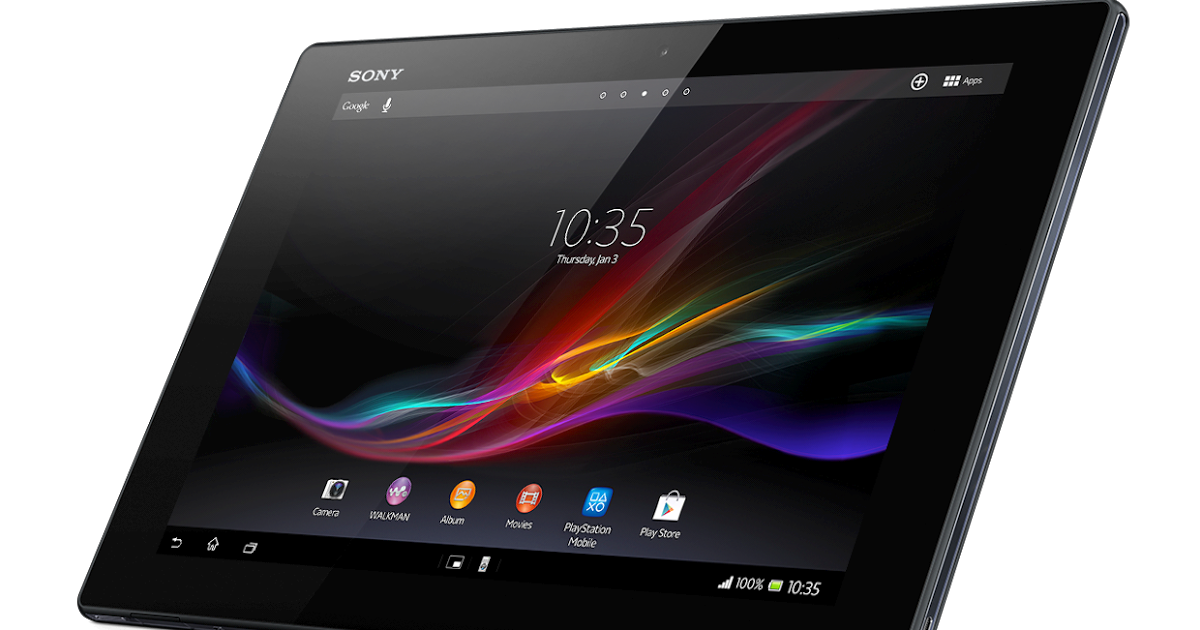 SONY
Google
Apps
10:35
Thursday, Jan 3
Camera
WALKMAN
Album
Movies
PlayStation
Mobile
Play Store
100%
10:35